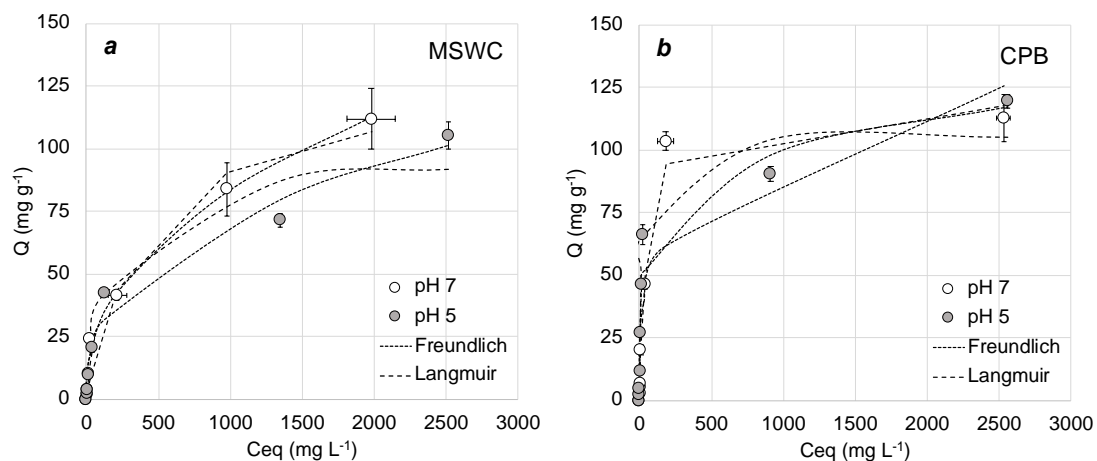 a
MSWC
150
125
100
75
50
25
0
Q (mg g-1)
pH 7
pH 5
Freundlich
Langmuir
0 500 1000 1500 2000 2500 3000
Ceq (mg L-1)
b
CPB
150
125
100
75
50
25
0
Q (mg g-1)
pH 7
pH 5
Freundlich
Langmuir
0 500 1000 1500 2000 2500 3000
Ceq (mg L-1)